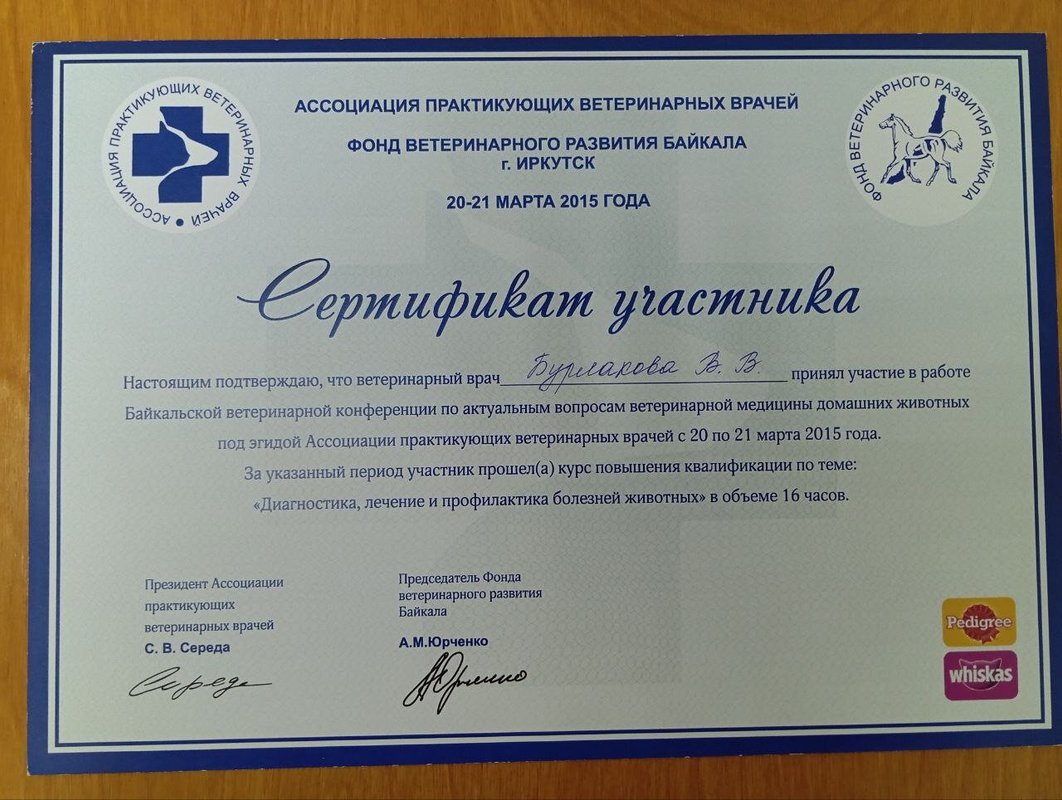 АССОЦИАЦИЯ ПРАКТИКУЮЩИХ ВЕТЕРИНАРНЫХ ВРАЧЕЙ
АССОЦИАЦИЯ ПРАКТИКУЮЩИХ ВЕТЕРИНАРНЫХ ВРАЧЕЙ
ФОНД ВЕТЕРИНАРНОГО РАЗВИТИЯ БАЙКАЛА
ФОНД ВЕТЕРИНАРНОГО РАЗВИТИЯ БАЙКАЛА
г. ИРКУТСК
20-21 МАРТА 2015 ГОДА
Сертификат участника
Настоящим подтверждаю, что ветеринарный врач Бурлакова В. В. принял участие в работе
Байкальской ветеринарной конференции по актуальным вопросам ветеринарной медицины домашних животных
под эгидой Ассоциации практикующих ветеринарных врачей с 20 по 21 марта 2015 года.
За указанный период участник прошел(а) курс повышения квалификации по теме:
«Диагностика, лечение и профилактика болезней животных» в объеме 16 часов.
Президент Ассоциации
практикующих
ветеринарных врачей
С. В. Середа
Середа
Председатель Фонда
ветеринарного развития
Байкала
А.М.Юрченко
АЮрченко
Pedigree
whiskas